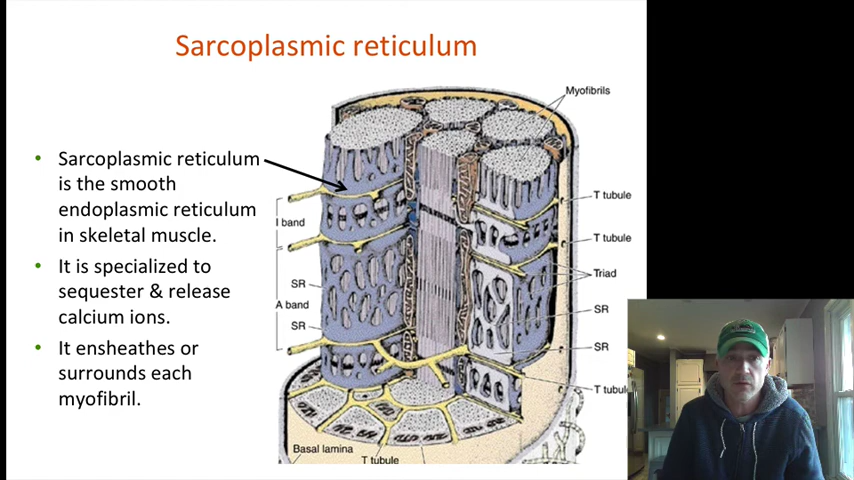 Sarcoplasmic reticulum
• Sarcoplasmic reticulum
is the smooth
endoplasmic reticulum
in skeletal muscle.
• It is specialized to
sequester & release
calcium ions.
• It ensheathes or
surrounds each
myofibril.
Myofibrils
T tubule
I band
T tubule
Triad
SR
A band
SR
SR
SR
T tubul
Basal lamina
T tubule